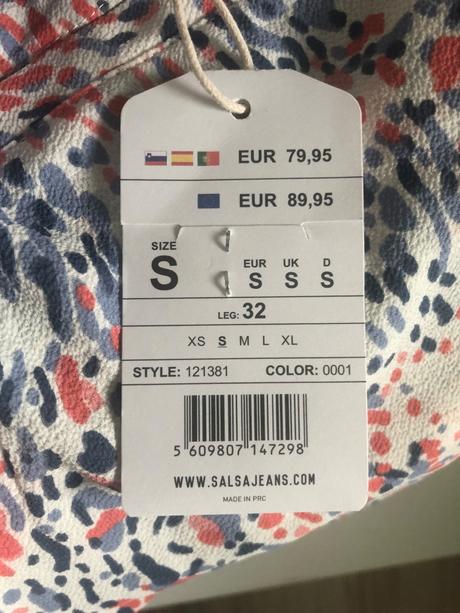 EUR 79,95
EUR 89,95
SIZE
S
EUR UK D
S S S
LEG: 32
XS S M L XL
STYLE: 121381 COLOR: 0001
5 609807 147298
WWW.SALSAJEANS.COM
MADE IN PRC